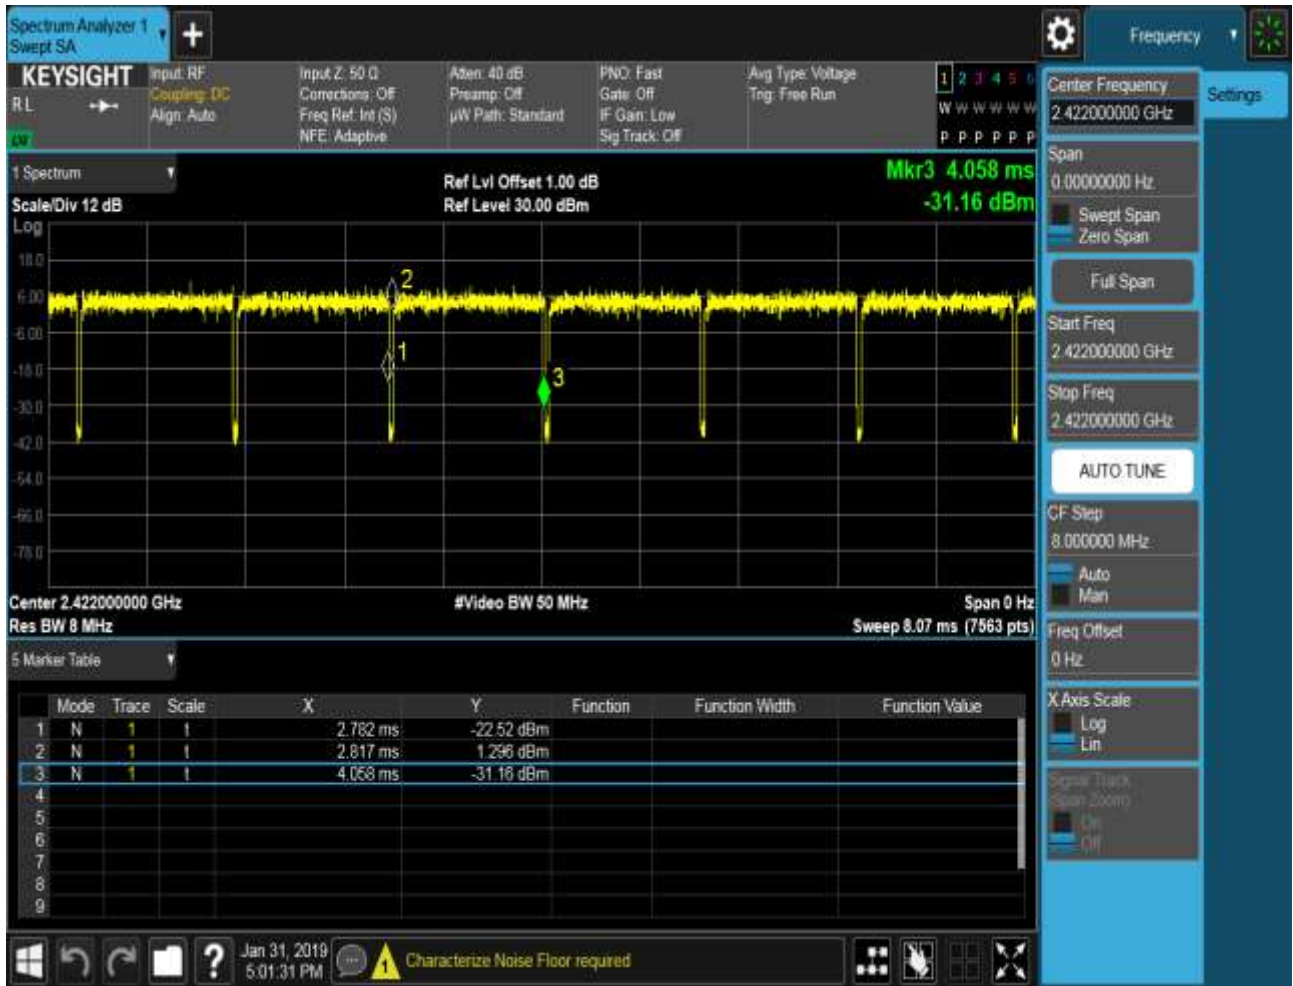 Spectrum Analyzer 1
Swept SA
+
Frequency
KEYSIGHT
R L
Input: RF
Coupling: DC
Align: Auto
Input Z: 50 Ω
Corrections: Off
Freq Ref: Int (S)
NFE: Adaptive
Atten: 40 dB
Preamp: Off
µW Path: Standard
PNO: Fast
Gate: Off
IF Gain: Low
Sig Track: Off
Avg Type: Voltage
Trig: Free Run
1 2 3 4 5 6
W W W W W W
P P P P P P
Center Frequency
2.422000000 GHz
Settings
1 Spectrum
Scale/Div 12 dB
Ref Lvl Offset 1.00 dB
Ref Level 30.00 dBm
Mkr3 4.058 ms
-31.16 dBm
Span
0.00000000 Hz
Swept Span
Zero Span
Full Span
Start Freq
2.422000000 GHz
Stop Freq
2.422000000 GHz
AUTO TUNE
CF Step
8.000000 MHz
Auto
Man
Freq Offset
0 Hz
X Axis Scale
Log
Lin
Signal Track
(Span Zoom)
On
Off
Log
18.0
6.00
-6.00
-18.0
-30.0
-42.0
-54.0
-66.0
-78.0
2
1
3
Center 2.422000000 GHz
Res BW 8 MHz
#Video BW 50 MHz
Span 0 Hz
Sweep 8.07 ms (7563 pts)
5 Marker Table
Mode Trace Scale X Y Function Function Width Function Value
1 N 1 t 2.782 ms -22.52 dBm
2 N 1 t 2.817 ms 1.296 dBm
3 N 1 t 4.058 ms -31.16 dBm
4
5
6
7
8
9
?
Jan 31, 2019
5:01:31 PM
1
Characterize Noise Floor required